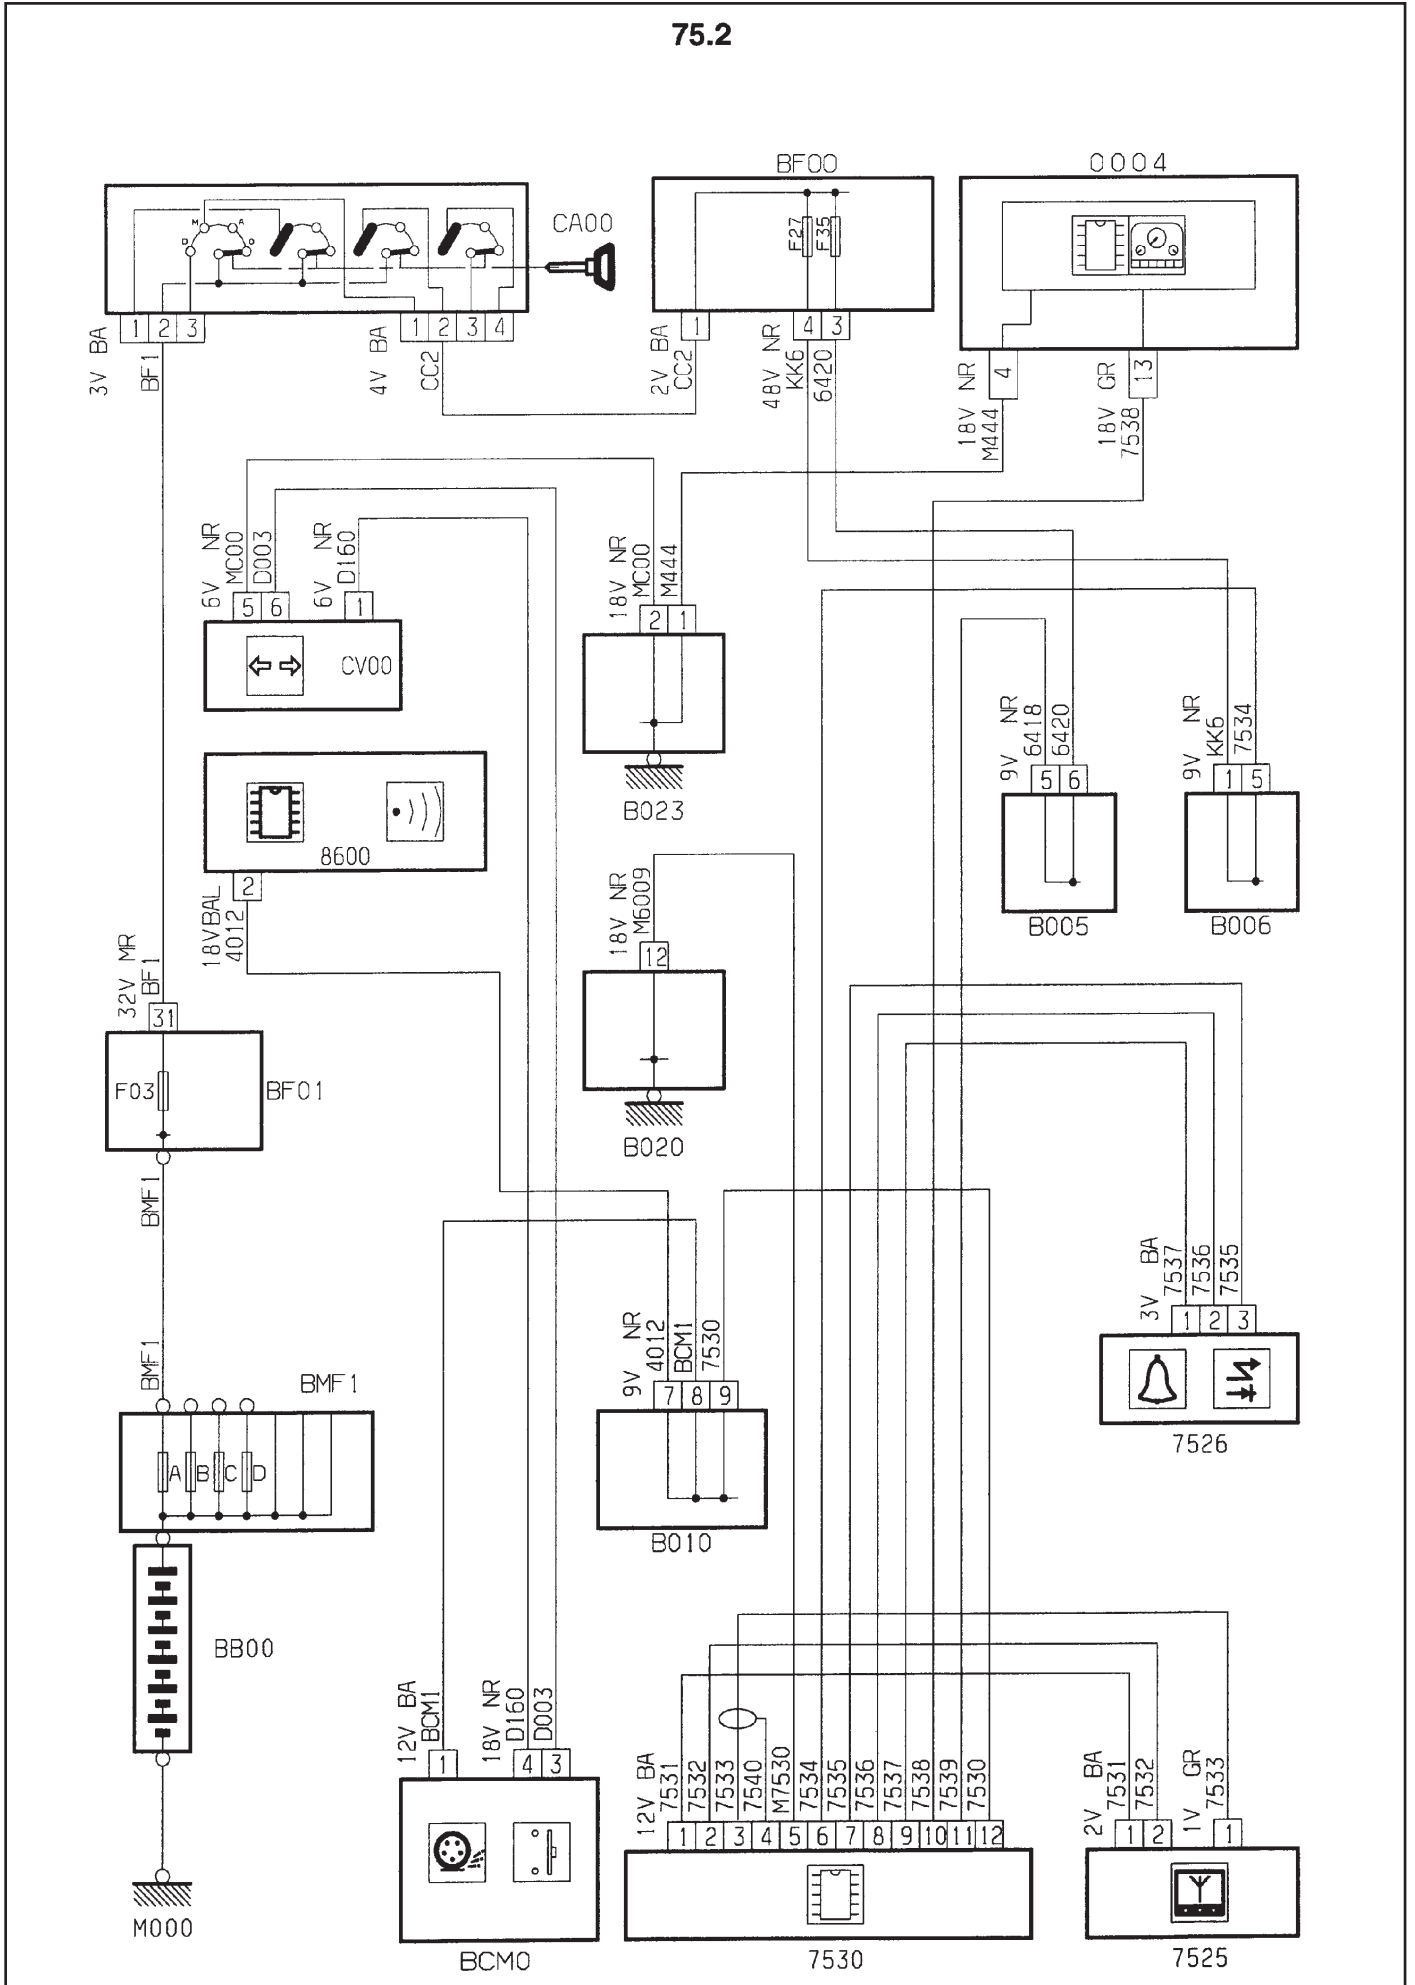 75.2
BF00
0004
CA00
M A
D D
F27
F35
1 2 3
1 2 3 4
1
4 3
4
13
3V BA
BF1
4V BA
CC2
2V BA
CC2
48V NR
KK6
6420
18V NR
M444
18V GR
7538
6V NR
MC00
D003
6V NR
D160
5 6
1
CV00
18V NR
MC00
M444
2 1
B023
9V NR
6418
6420
5 6
B005
9V NR
KK6
7534
1 5
B006
8600
2
18VBAL
4012
18V NR
M6009
12
B020
32V MR
BF1
31
F03
BF01
BMF1
BMF1
BMF1
A B C D
BB00
M000
9V NR
4012
BCM1
7530
7 8 9
B010
3V BA
7537
7536
7535
1 2 3
7526
12V BA
BCM1
18V NR
D160
D003
1
4 3
BCM0
12V BA
7531
7532
7533
7540
M7530
7534
7535
7536
7537
7538
7539
7530
1 2 3 4 5 6 7 8 9 10 11 12
7530
2V BA
7531
7532
1V GR
7533
1 2
1
7525